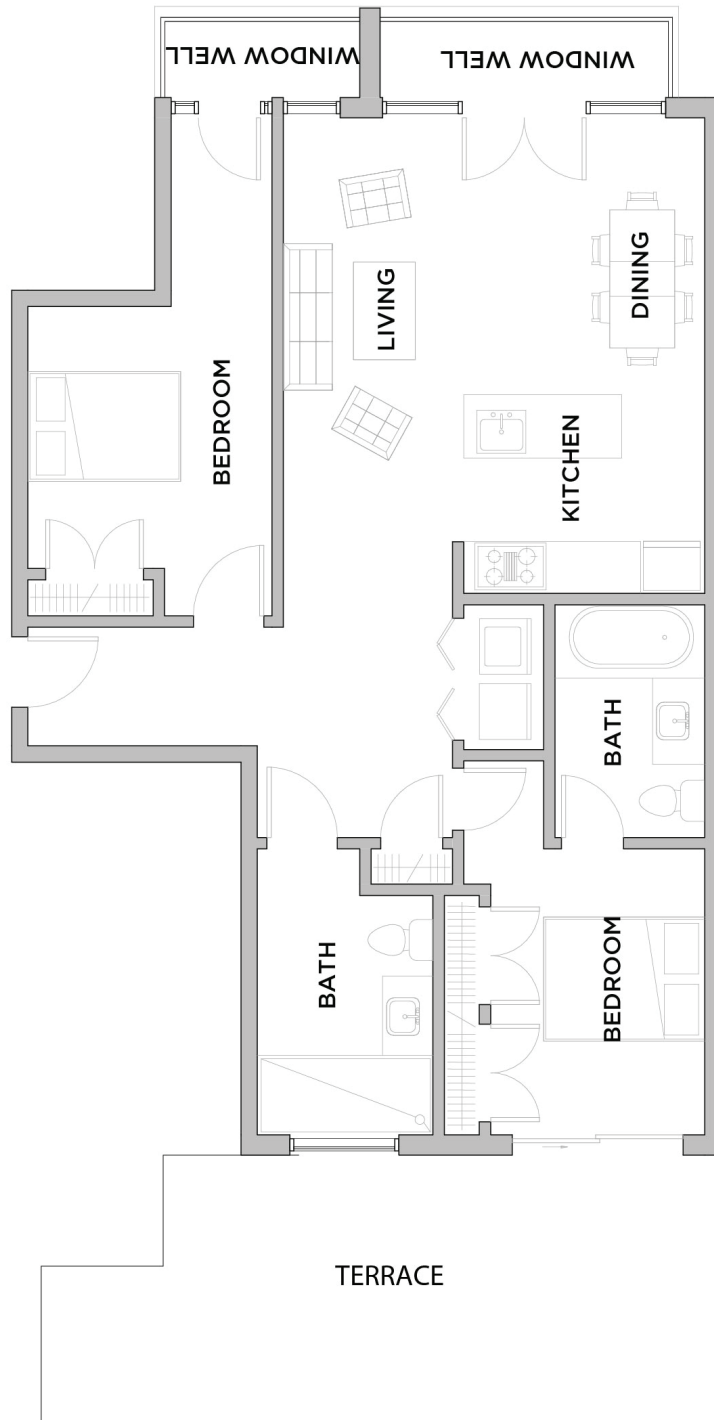 WINDOW WELL
WINDOW WELL
DINING
LIVING
BEDROOM
KITCHEN
BATH
BATH
BEDROOM
TERRACE